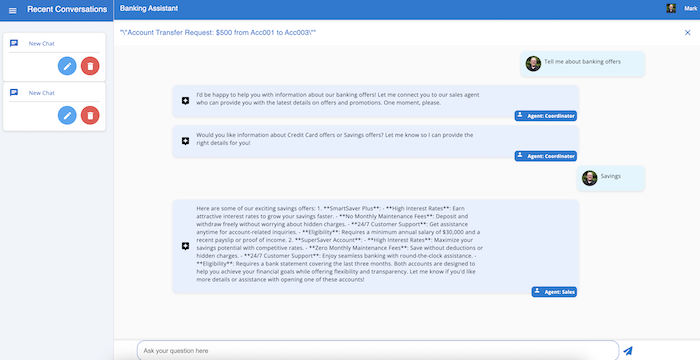 Recent Conversations
Banking Assistant
Mark
"\"Account Transfer Request: $500 from Acc001 to Acc003\""
New Chat
New Chat
Tell me about banking offers
I'd be happy to help you with information about our banking offers! Let me connect you to our sales agent
who can provide you with the latest details on offers and promotions. One moment, please.
Agent: Coordinator
Would you like information about Credit Card offers or Savings offers? Let me know so I can provide the
right details for you!
Agent: Coordinator
Savings
Here are some of our exciting savings offers: 1. **SmartSaver Plus**: - **High Interest Rates**: Earn
attractive interest rates to grow your savings faster. - **No Monthly Maintenance Fees**: Deposit and
withdraw freely without worrying about hidden charges. - **24/7 Customer Support**: Get assistance
anytime for account-related inquiries. - **Eligibility**: Requires a minimum annual salary of $30,000 and a
recent payslip or proof of income. 2. **SuperSaver Account**: - **High Interest Rates**: Maximize your
savings potential with competitive rates. - **Zero Monthly Maintenance Fees**: Save without deductions or
hidden charges. - **24/7 Customer Support**: Enjoy seamless banking with round-the-clock assistance. -
**Eligibility**: Requires a bank statement covering the last three months. Both accounts are designed to
help you achieve your financial goals while offering flexibility and transparency. Let me know if you'd like
more details or assistance with opening one of these accounts!
Agent: Sales
Ask your question here